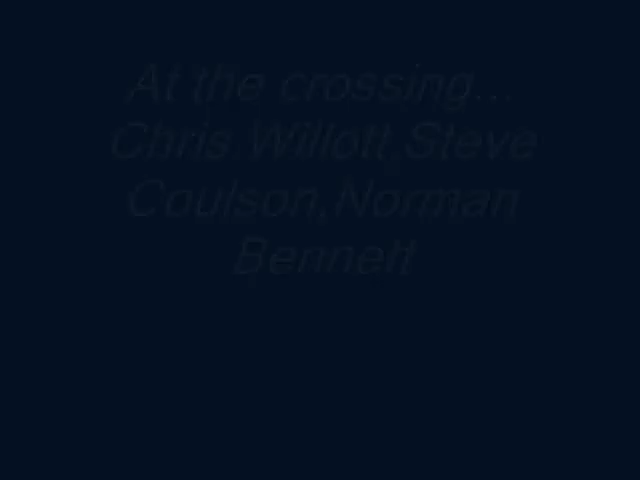 At the crossing...
Chris Willott,Steve
Coulson,Norman
Bennett